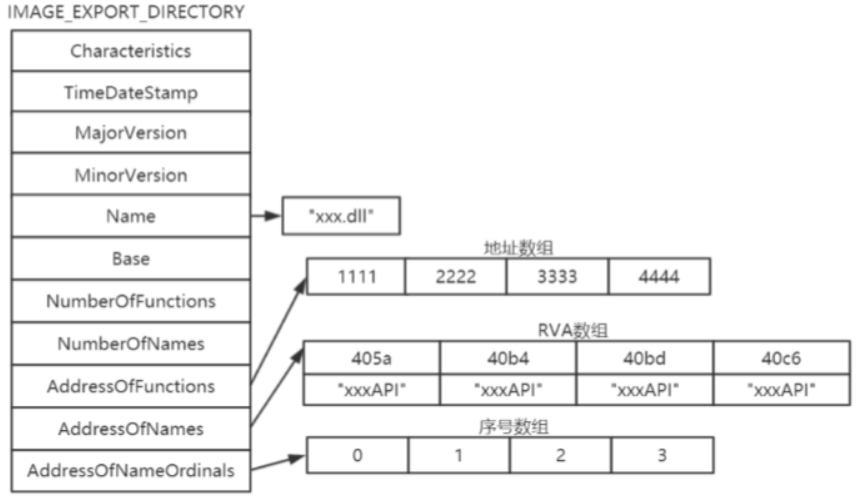 IMAGE_EXPORT_DIRECTORY
Characteristics
TimeDateStamp
MajorVersion
MinorVersion
Name
"xxx.dll"
Base
地址数组
1111 2222 3333 4444
NumberOfFunctions
NumberOfNames
RVA数组
405a 40b4 40bd 40c6
AddressOfFunctions
"xxxAPI" "xxxAPI" "xxxAPI" "xxxAPI"
AddressOfNames
序号数组
0 1 2 3
AddressOfNameOrdinals